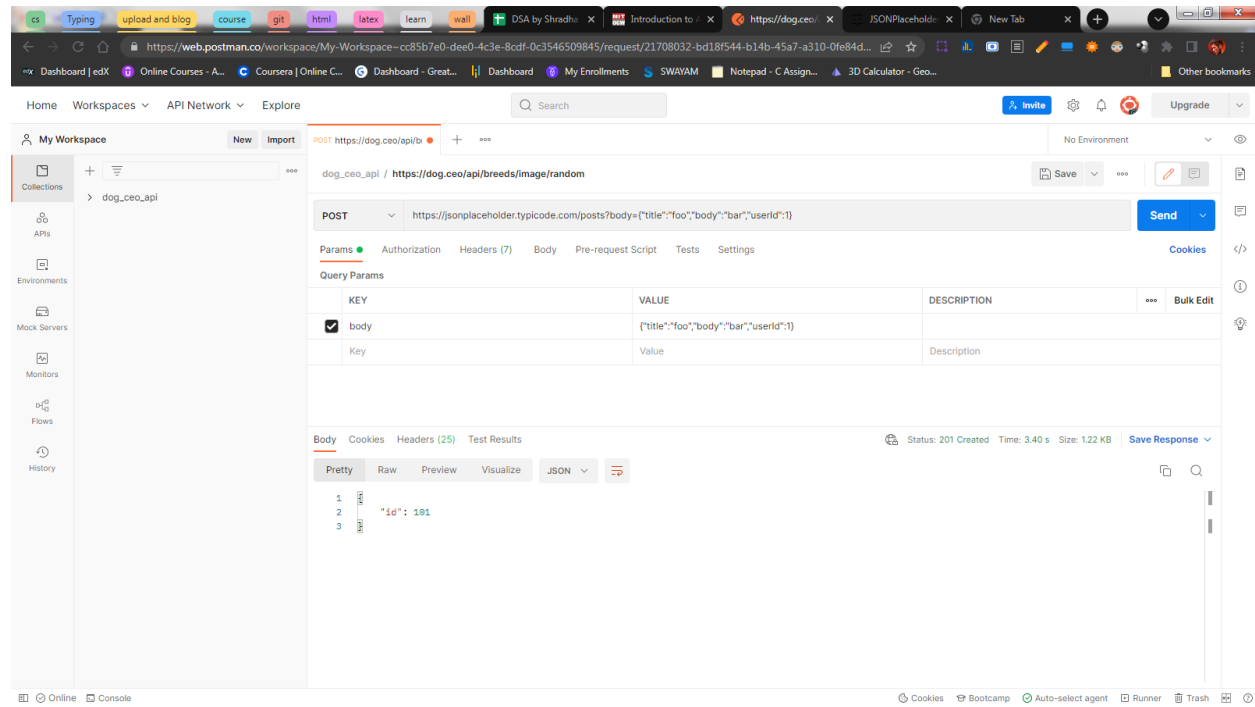 cs Typing upload and blog course git html latex learn wall DSA by Shradha Introduction to A https://dog.ceo/ JSONPlaceholde New Tab
https://web.postman.co/workspace/My-Workspace~cc85b7e0-dee0-4c3e-8cdf-0c3546509845/request/21708032-bd18f544-b14b-45a7-a310-0fe84d...
Dashboard | edX Online Courses - A... Coursera | Online C... Dashboard - Great... Dashboard My Enrollments SWAYAM Notepad - C Assign... 3D Calculator - Geo... Other bookmarks
Home Workspaces API Network Explore Search Invite Upgrade
My Workspace New Import POST https://dog.ceo/api/br No Environment
Collections
dog_ceo_api / https://dog.ceo/api/breeds/image/random Save
dog_ceo_api
APIs
POST https://jsonplaceholder.typicode.com/posts?body={"title":"foo","body":"bar","userId":1} Send
Params Authorization Headers (7) Body Pre-request Script Tests Settings Cookies
Environments
Query Params
KEY VALUE DESCRIPTION Bulk Edit
Mock Servers
body {"title":"foo","body":"bar","userId":1}
Key Value Description
Monitors
Flows
Body Cookies Headers (25) Test Results Status: 201 Created Time: 3.40 s Size: 1.22 KB Save Response
History
Pretty Raw Preview Visualize JSON
1 {
2 "id": 101
3 }
Online Console Cookies Bootcamp Auto-select agent Runner Trash